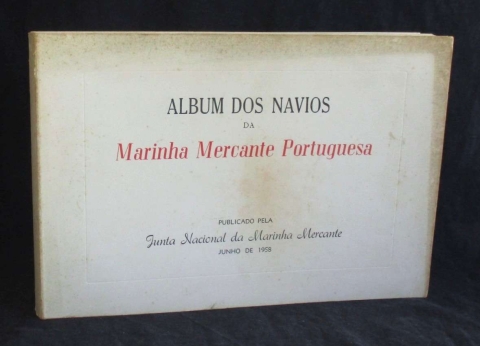 ALBUM DOS NAVIOS
DA
Marinha Mercante Portuguesa
PUBLICADO PELA
Junta Nacional da Marinha Mercante
JUNHO DE 1958